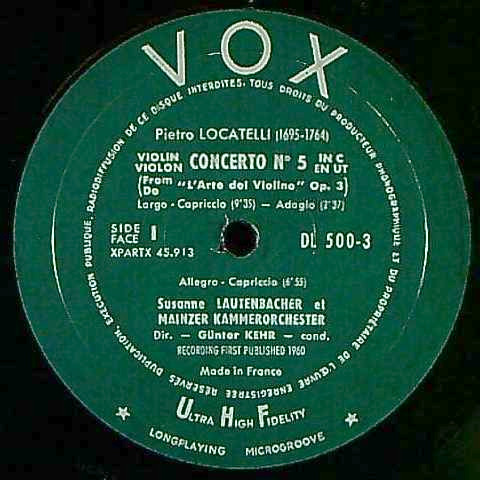 VOX
DUPLICATION, EXECUTION PUBLIQUE, RADIODIFFUSION DE CE DISQUE INTERDITES. TOUS DROITS DU PRODUCTEUR PHONOGRAPHIQUE ET DU PROPRIETAIRE DE L'ŒUVRE ENREGISTREE RESERVES
Pietro LOCATELLI (1695-1764)
VIOLIN VIOLON CONCERTO Nº 5 IN C EN UT
(From Do "L'Arte del Violino" Op. 3)
Largo - Capriccio (9'35) - Adagio (3'37)
SIDE FACE 1 DL 500-3
XPARTX 45.913
Allegro - Capriccio (6'55)
Susanne LAUTENBACHER et
MAINZER KAMMERORCHESTER
Dir. - Günter KEHR - cond.
RECORDING FIRST PUBLISHED 1960
Made in France
ULTRA HIGH FIDELITY
LONGPLAYING MICROGROOVE